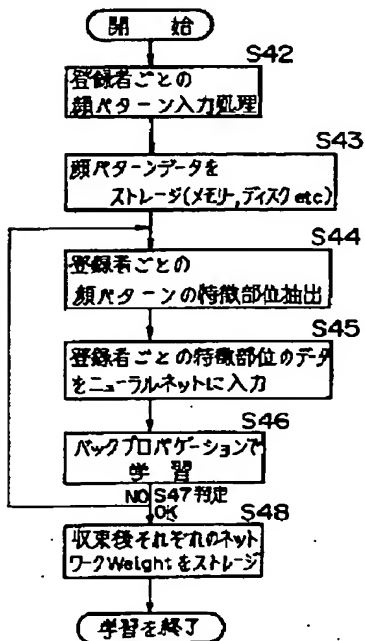 開 始
S42
登録者ごとの
顔パターン入力処理
S43
顔パターンデータを
ストレージ(メモリー,ディスクetc)
S44
登録者ごとの
顔パターンの特徴部位抽出
S45
登録者ごとの特徴部位のデータ
をニューラルネットに入力
S46
バックプロパゲーションで
学 習
NO S47判定
OK
S48
収束後それぞれのネット
ワークWeightをストレージ
学習を終了